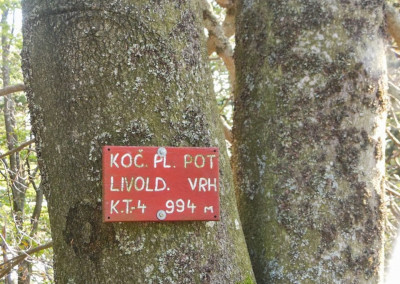 KOČ. PL. POT
LIVOLD. VRH
K.T.-4 994 m